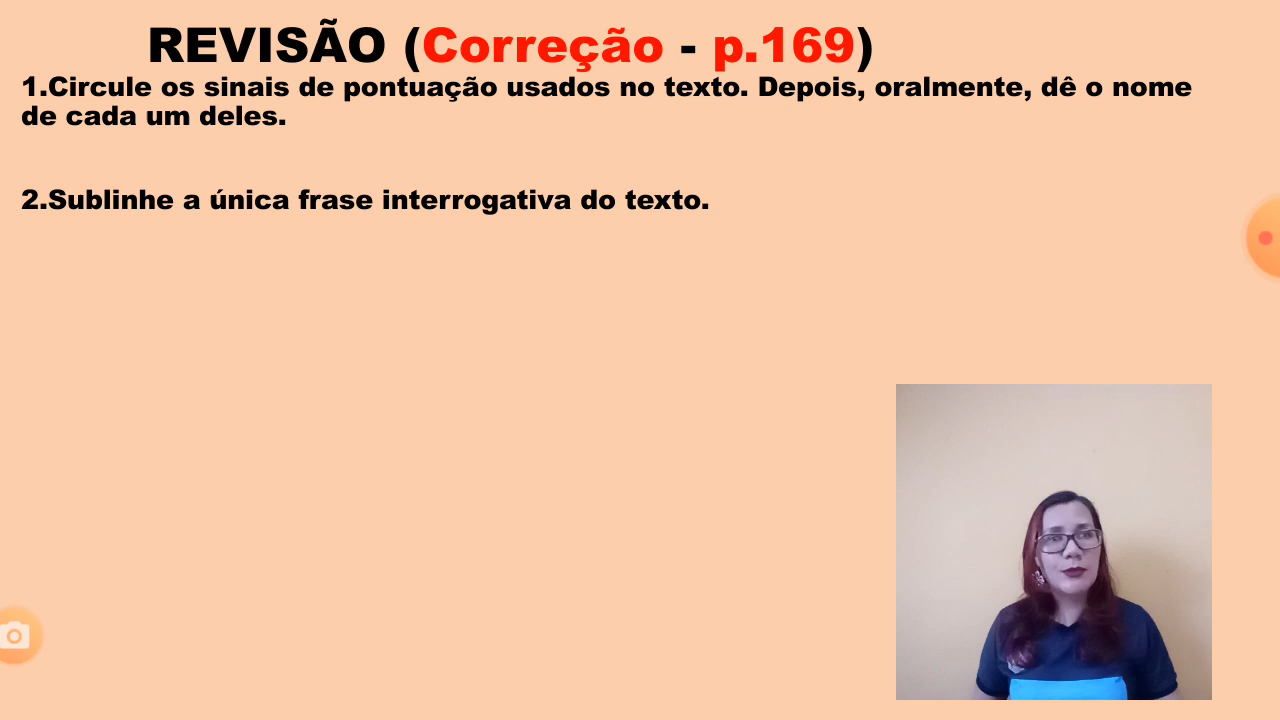 REVISÃO (Correção - p.169)
1.Circule os sinais de pontuação usados no texto. Depois, oralmente, dê o nome
de cada um deles.
2.Sublinhe a única frase interrogativa do texto.